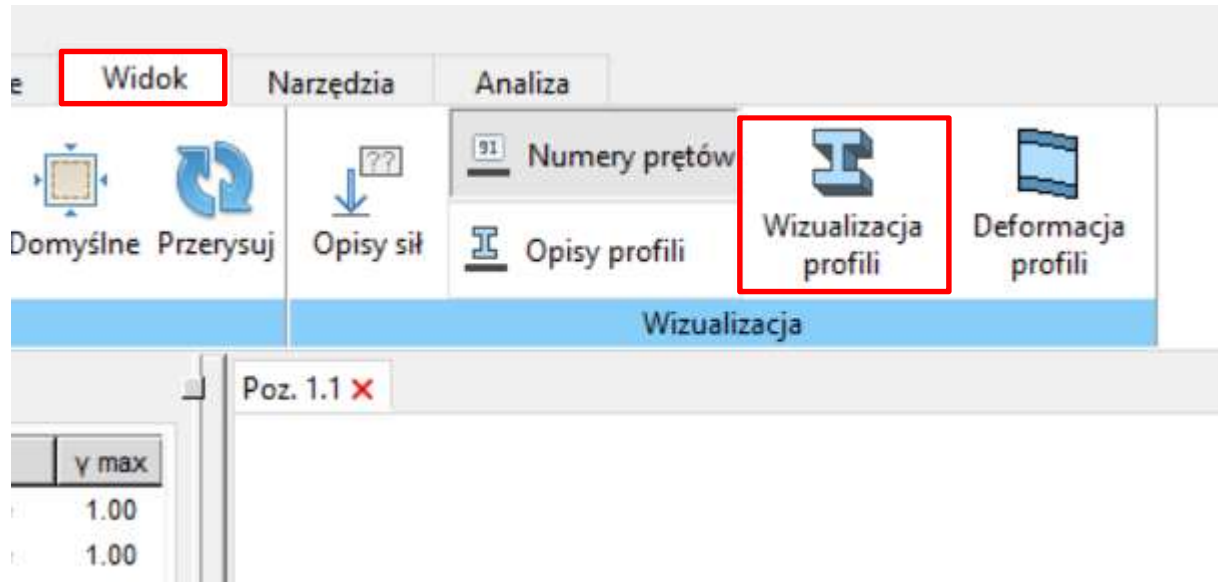 e Widok Narzędzia Analiza
91 Numery prętów
??
Domyślne Przerysuj Opisy sił Opisy profili
Wizualizacja
profili
Deformacja
profili
Wizualizacja
Poz. 1.1
γ max
1.00
1.00